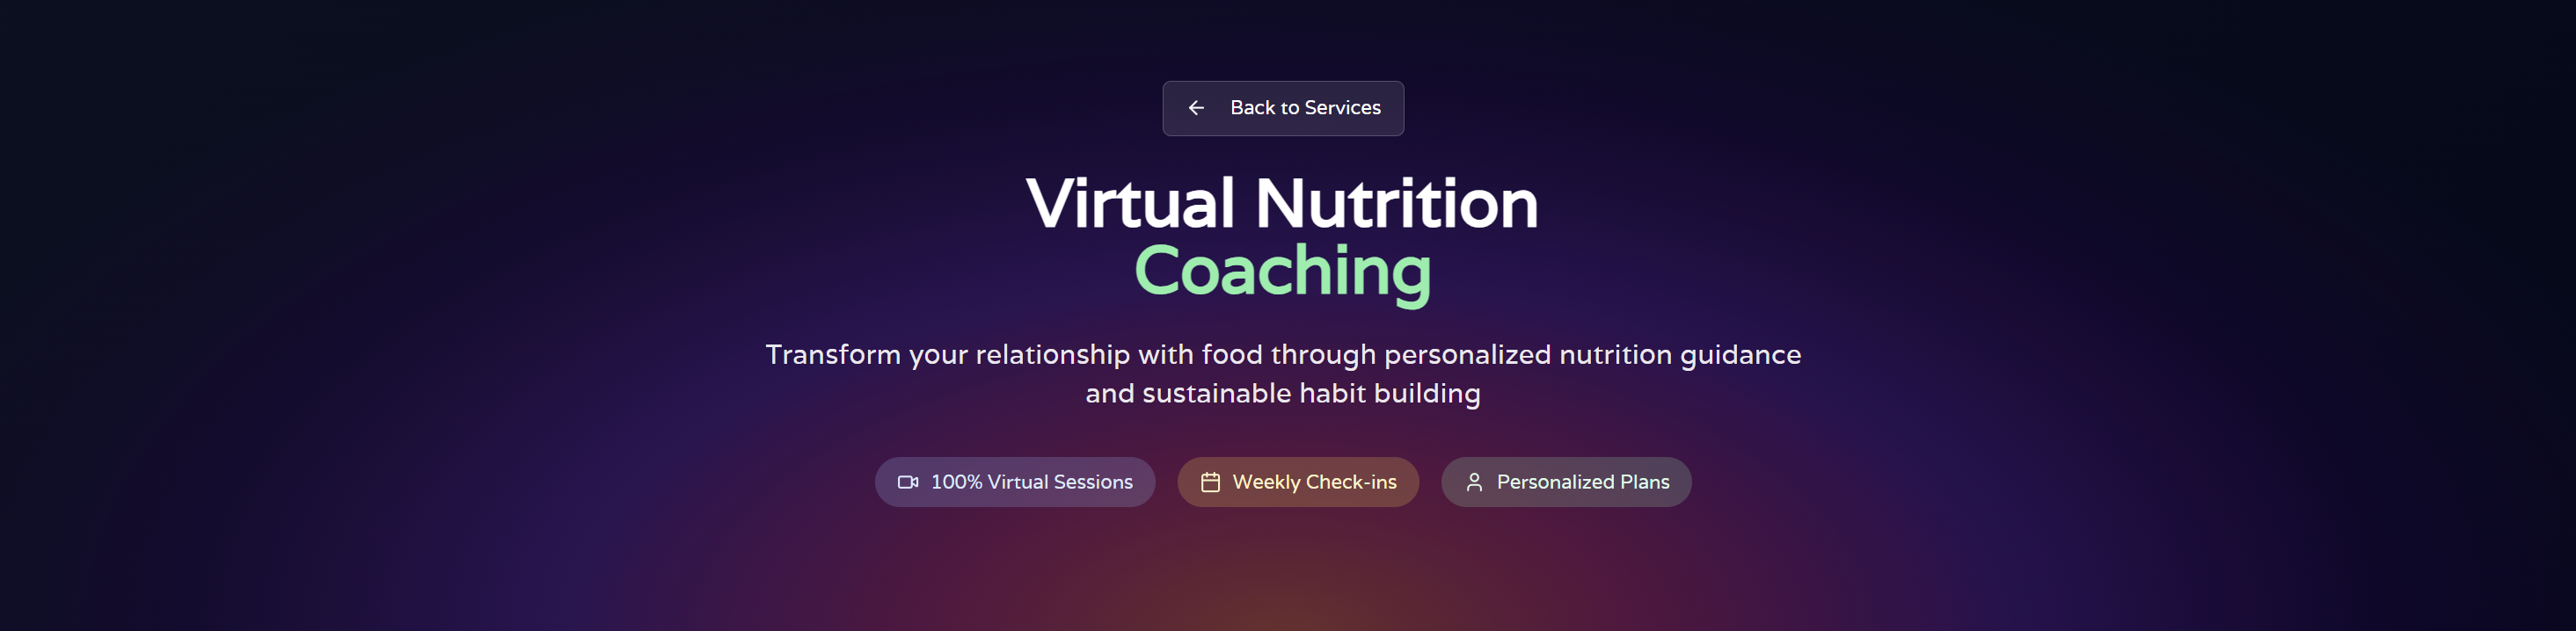 Back to Services
Virtual Nutrition
Coaching
Transform your relationship with food through personalized nutrition guidance
and sustainable habit building
100% Virtual Sessions
Weekly Check-ins
Personalized Plans